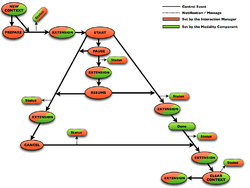 NEW
CONTEXT
PREPARE
EXTENSION
START
PAUSE
EXTENSION
RESUME
EXTENSION
CANCEL
EXTENSION
Done
EXTENSION
EXTENSION
CLEAR
CONTEXT
Control Event
Notification / Message
Set by the Interaction Manager
Set by the Modality Component